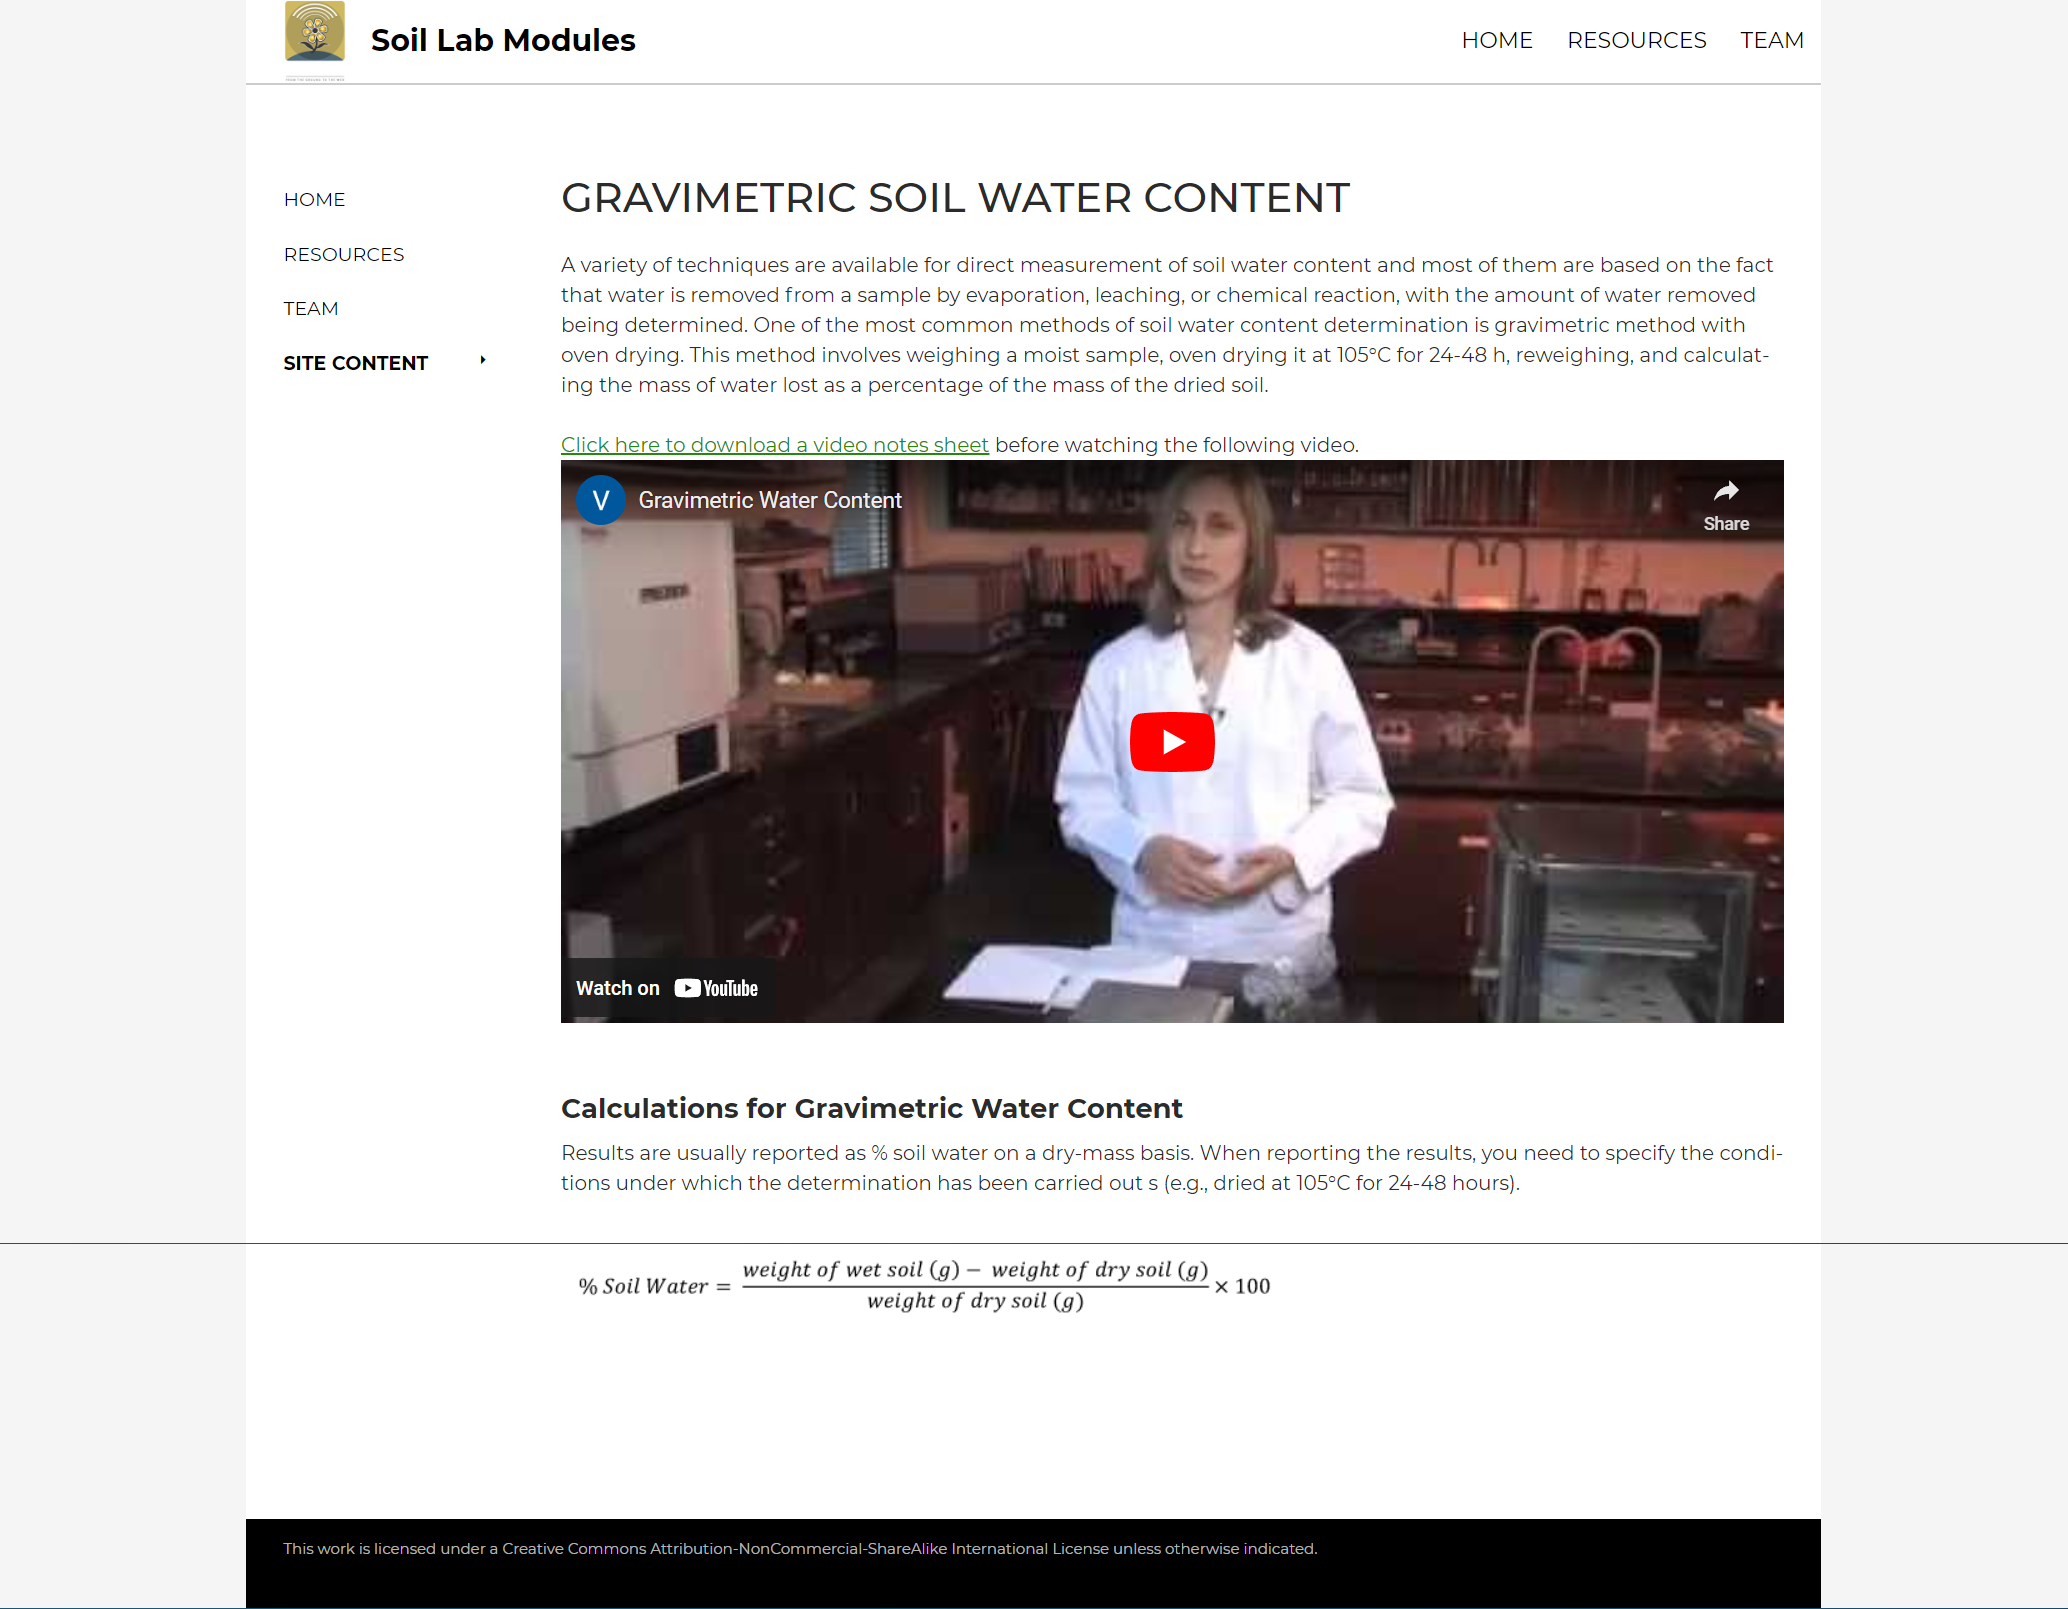 Soil Lab Modules
HOME RESOURCES TEAM
HOME
RESOURCES
TEAM
SITE CONTENT
GRAVIMETRIC SOIL WATER CONTENT
A variety of techniques are available for direct measurement of soil water content and most of them are based on the fact
that water is removed from a sample by evaporation, leaching, or chemical reaction, with the amount of water removed
being determined. One of the most common methods of soil water content determination is gravimetric method with
oven drying. This method involves weighing a moist sample, oven drying it at 105°C for 24-48 h, reweighing, and calculat-
ing the mass of water lost as a percentage of the mass of the dried soil.
Click here to download a video notes sheet before watching the following video.
V Gravimetric Water Content
Share
Watch on YouTube
Calculations for Gravimetric Water Content
Results are usually reported as % soil water on a dry-mass basis. When reporting the results, you need to specify the condi-
tions under which the determination has been carried out s (e.g., dried at 105°C for 24-48 hours).
% Soil Water = weight of wet soil (g) − weight of dry soil (g) / weight of dry soil (g) × 100
This work is licensed under a Creative Commons Attribution-NonCommercial-ShareAlike International License unless otherwise indicated.